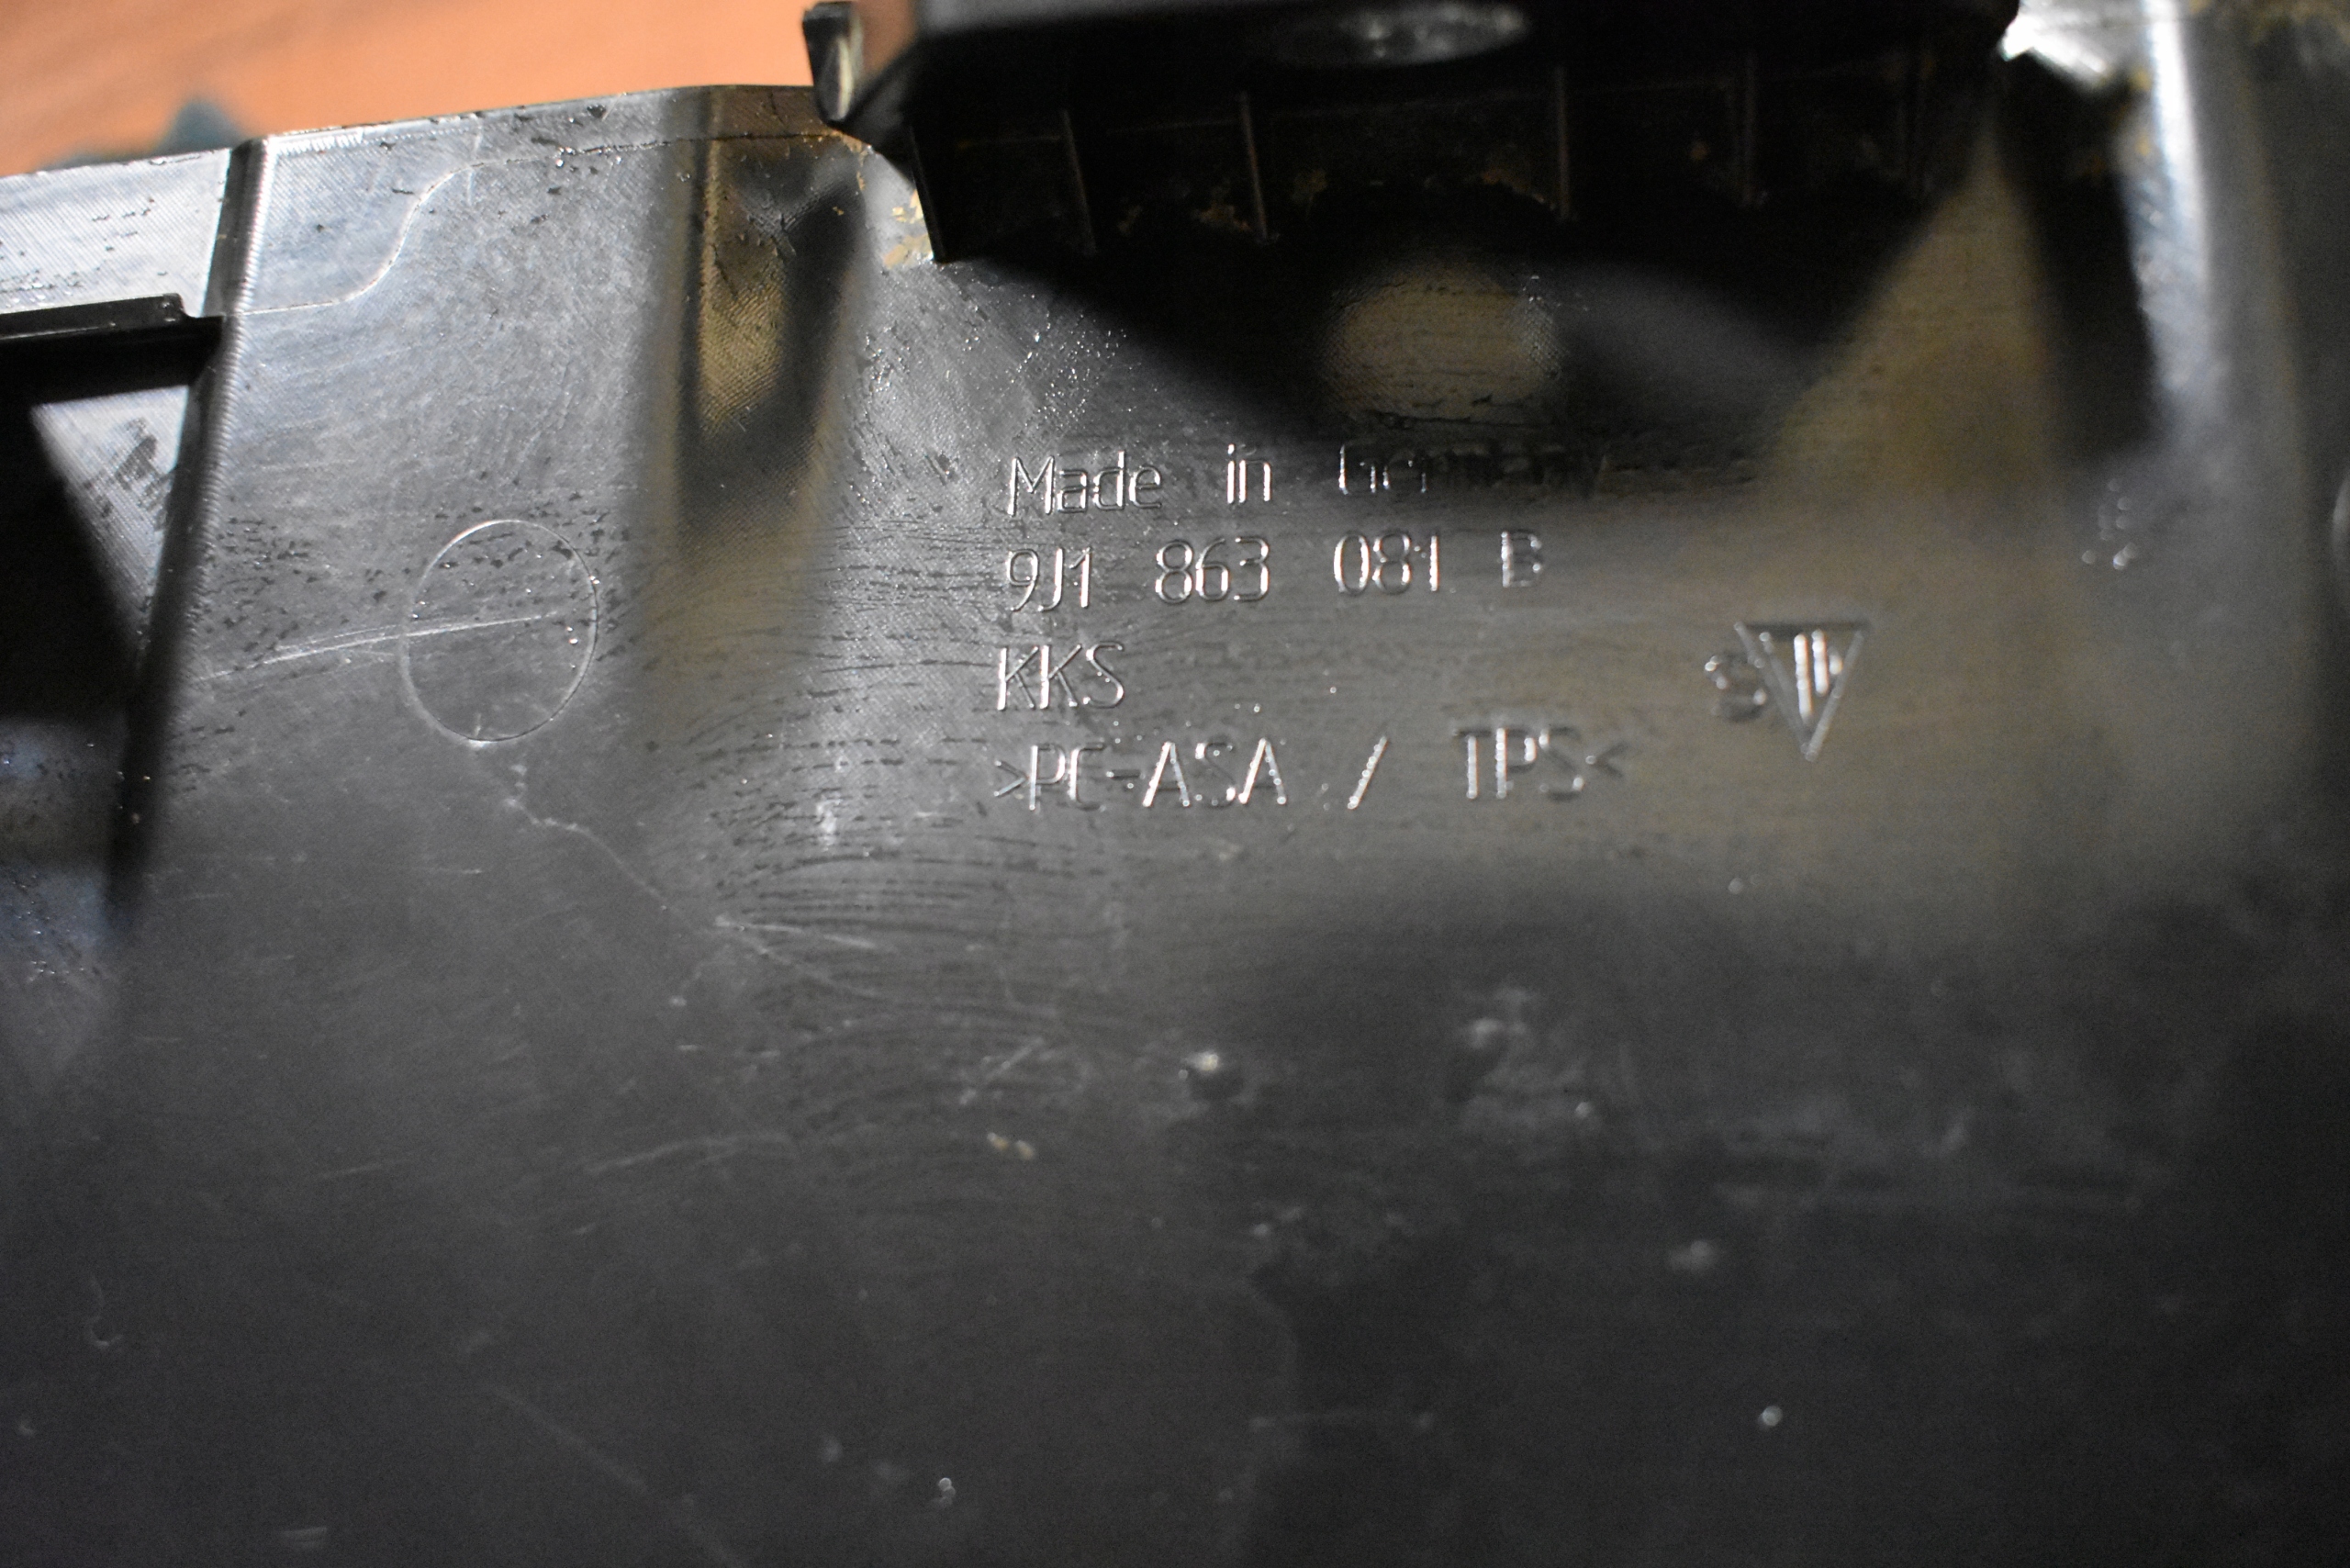 Made in Germany
9J1 863 081 B
KKS
>PC-ASA / TPS<